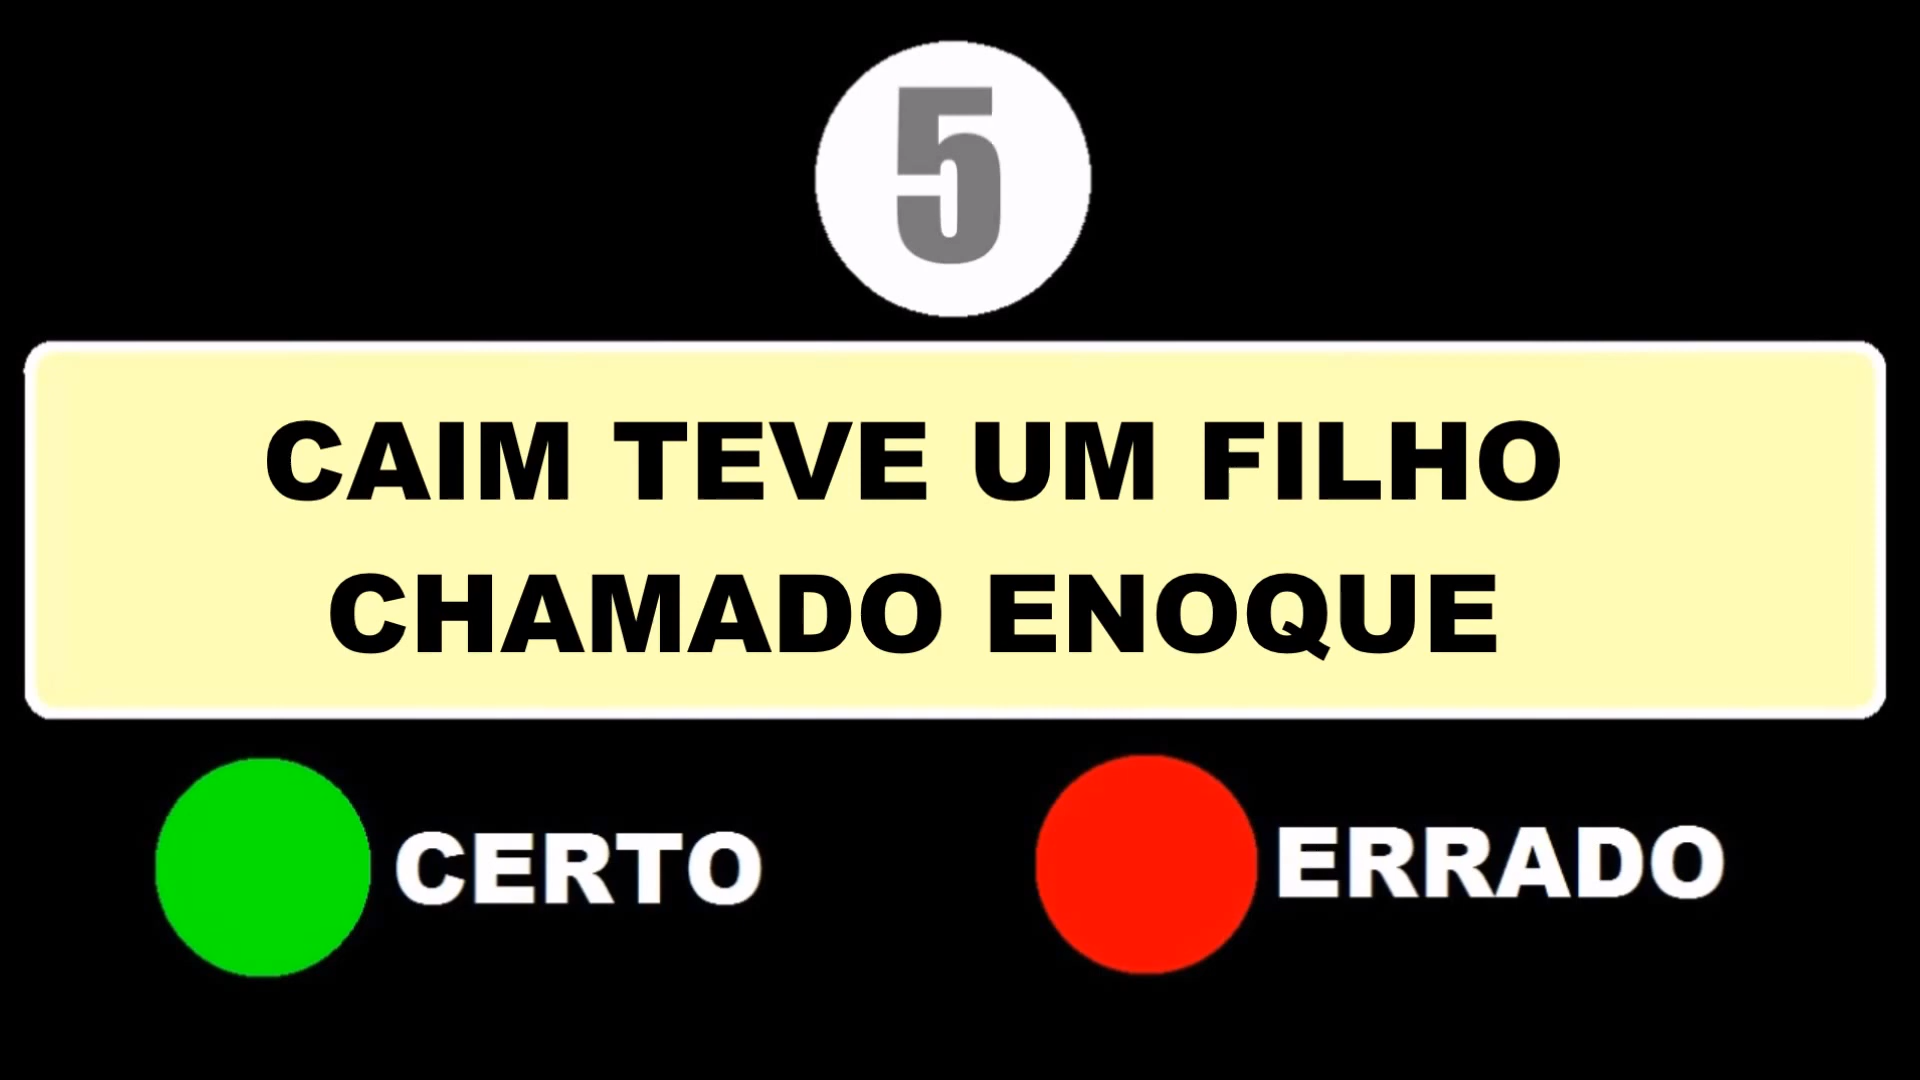 5
CAIM TEVE UM FILHO
CHAMADO ENOQUE
CERTO
ERRADO